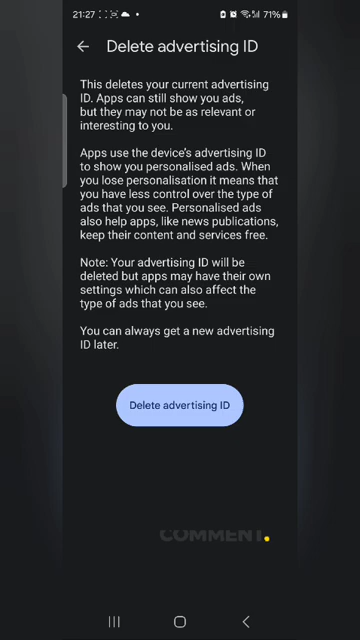 21:27
71%
Delete advertising ID
This deletes your current advertising
ID. Apps can still show you ads,
but they may not be as relevant or
interesting to you.
Apps use the device's advertising ID
to show you personalised ads. When
you lose personalisation it means that
you have less control over the type of
ads that you see. Personalised ads
also help apps, like news publications,
keep their content and services free.
Note: Your advertising ID will be
deleted but apps may have their own
settings which can also affect the
type of ads that you see.
You can always get a new advertising
ID later.
Delete advertising ID
COMMENT.